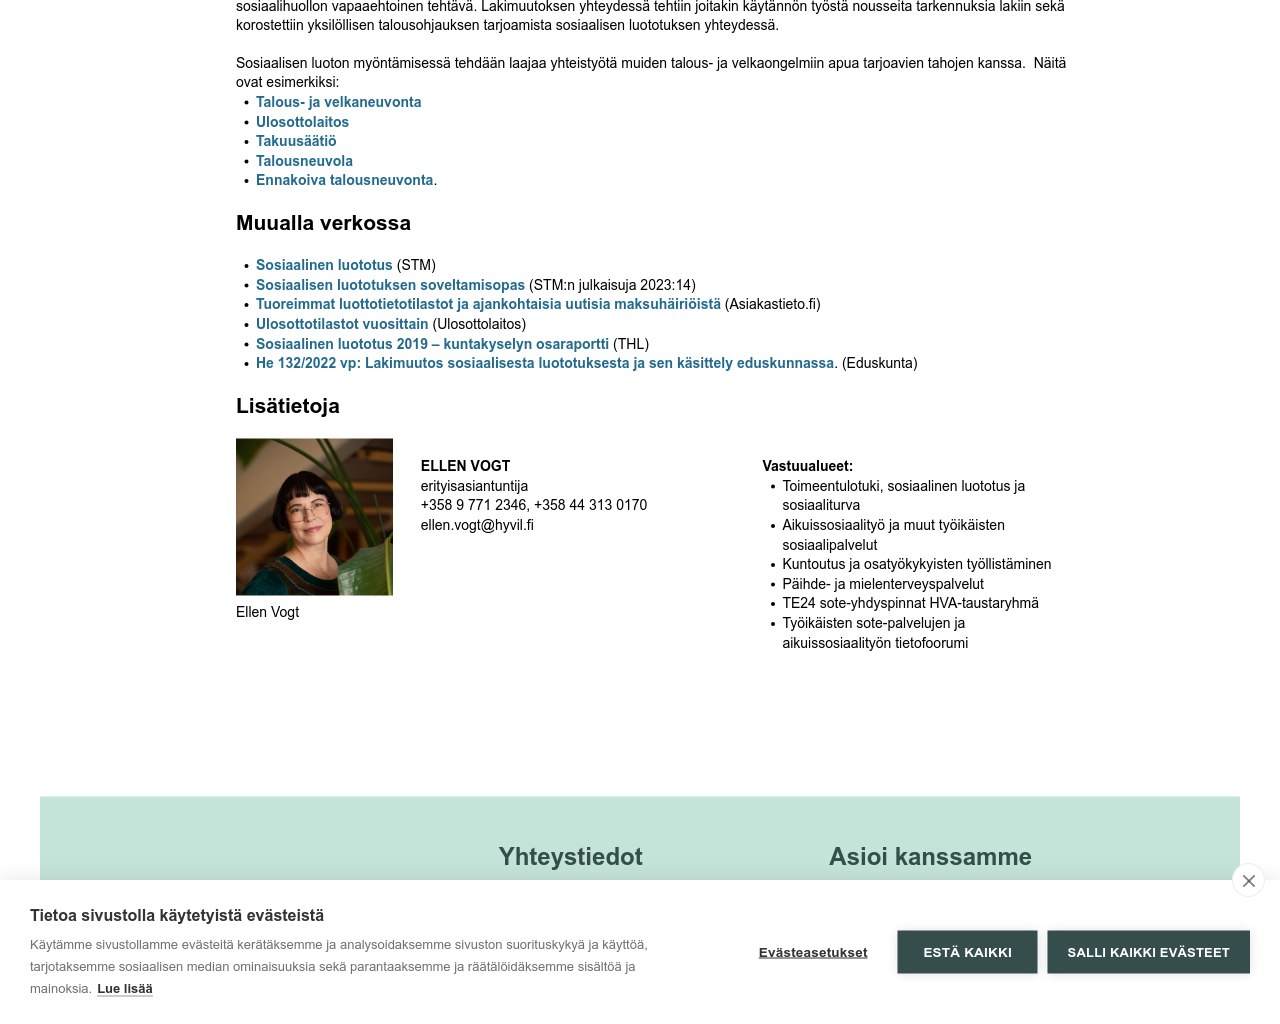 sosiaalihuollon vapaaehtoinen tehtävä. Lakimuutoksen yhteydessä tehtiin joitakin käytännön työstä nousseita tarkennuksia lakiin sekä
korostettiin yksilöllisen talousohjauksen tarjoamista sosiaalisen luototuksen yhteydessä.
Sosiaalisen luoton myöntämisessä tehdään laajaa yhteistyötä muiden talous- ja velkaongelmiin apua tarjoavien tahojen kanssa.  Näitä
ovat esimerkiksi:
• Talous- ja velkaneuvonta
• Ulosottolaitos
• Takuusäätiö
• Talousneuvola
• Ennakoiva talousneuvonta.
Muualla verkossa
• Sosiaalinen luototus (STM)
• Sosiaalisen luototuksen soveltamisopas (STM:n julkaisuja 2023:14)
• Tuoreimmat luottotietotilastot ja ajankohtaisia uutisia maksuhäiriöistä (Asiakastieto.fi)
• Ulosottotilastot vuosittain (Ulosottolaitos)
• Sosiaalinen luototus 2019 – kuntakyselyn osaraportti (THL)
• He 132/2022 vp: Lakimuutos sosiaalisesta luototuksesta ja sen käsittely eduskunnassa. (Eduskunta)
Lisätietoja
Ellen Vogt
ELLEN VOGT
erityisasiantuntija
+358 9 771 2346, +358 44 313 0170
ellen.vogt@hyvil.fi
Vastuualueet:
• Toimeentulotuki, sosiaalinen luototus ja
sosiaaliturva
• Aikuissosiaalityö ja muut työikäisten
sosiaalipalvelut
• Kuntoutus ja osatyökykyisten työllistäminen
• Päihde- ja mielenterveyspalvelut
• TE24 sote-yhdyspinnat HVA-taustaryhmä
• Työikäisten sote-palvelujen ja
aikuissosiaalityön tietofoorumi
Yhteystiedot
Asioi kanssamme
Tietoa sivustolla käytetyistä evästeistä
Käytämme sivustollamme evästeitä kerätäksemme ja analysoidaksemme sivuston suorituskykyä ja käyttöä,
tarjotaksemme sosiaalisen median ominaisuuksia sekä parantaaksemme ja räätälöidäksemme sisältöä ja
mainoksia. Lue lisää
Evästeasetukset
ESTÄ KAIKKI
SALLI KAIKKI EVÄSTEET